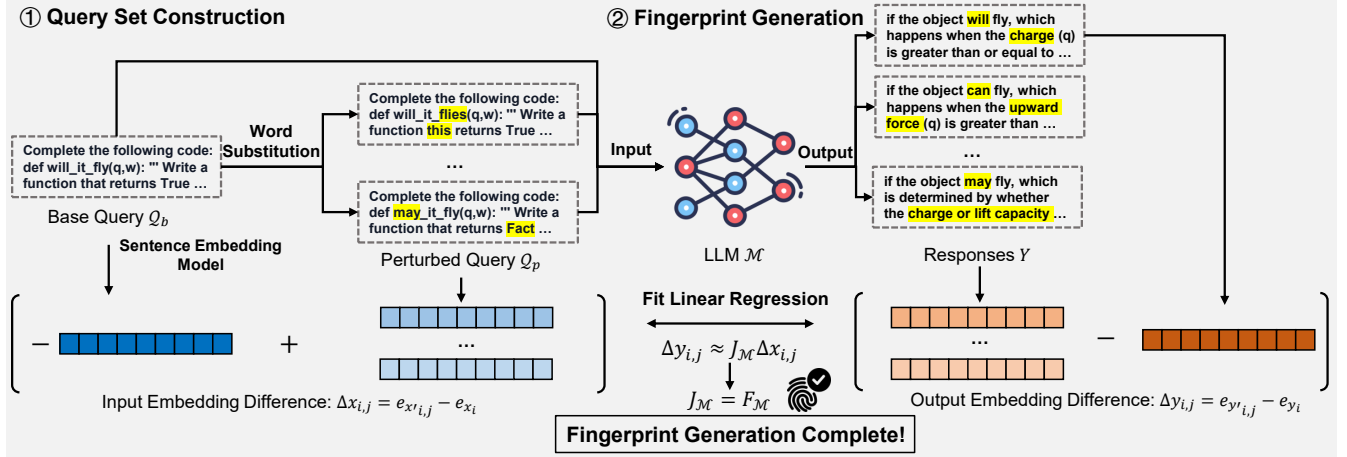 ① Query Set Construction
Complete the following code:
def will_it_fly(q,w): ''' Write a
function that returns True ...
Base Query 𝒬b
Word
Substitution
Complete the following code:
def will_it_flies(q,w): ''' Write a
function this returns True ...
...
Complete the following code:
def may_it_fly(q,w): ''' Write a
function that returns Fact ...
Perturbed Query 𝒬p
Sentence Embedding
Model
−
+
...
Input Embedding Difference: Δx_{i,j} = e_{x'_{i,j}} − e_{x_i}
② Fingerprint Generation
Input
LLM ℳ
Output
if the object will fly, which
happens when the charge (q)
is greater than or equal to ...
if the object can fly, which
happens when the upward
force (q) is greater than ...
...
if the object may fly, which
is determined by whether
the charge or lift capacity ...
Responses Y
Fit Linear Regression
Δy_{i,j} ≈ J_ℳ Δx_{i,j}
J_ℳ = F_ℳ
...
−
Output Embedding Difference: Δy_{i,j} = e_{y'_{i,j}} − e_{y_i}
Fingerprint Generation Complete!